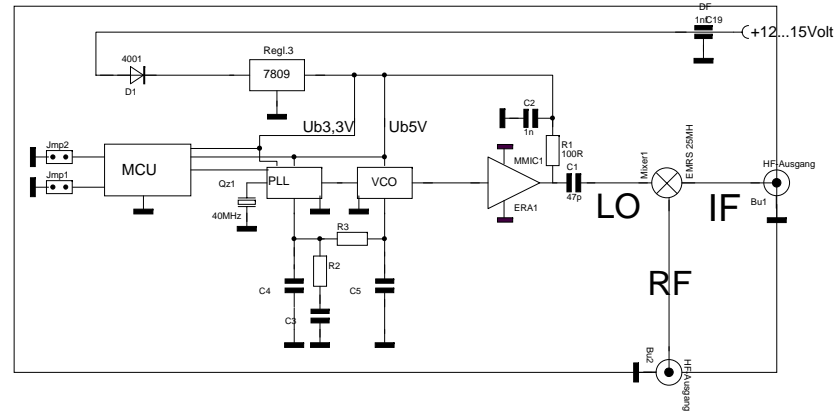 DF
1nf
C19
+12...15Volt
Regl.3
4001
7809
D1
C2
1n
Ub3,3V
Ub5V
R1
100R
Jmp2
MCU
MMIC1
C1
Mixer1
EMRS 25MH
HF-Ausgang
Jmp1
Qz1
PLL
VCO
47p
LO
IF
Bu1
40MHz
ERA1
R3
R2
RF
C4
C5
C3
Bu2
HF-Ausgang